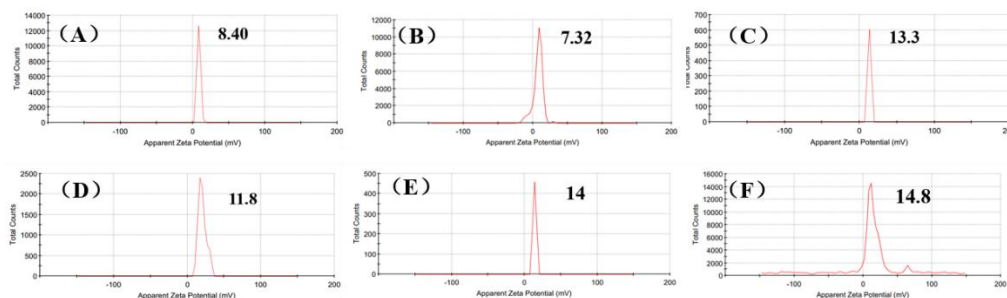 (A)
8.40
Total Counts
14000
12000
10000
8000
6000
4000
2000
0
-100 0 100 200
Apparent Zeta Potential (mV)
(B)
7.32
Total Counts
12000
10000
8000
6000
4000
2000
0
-100 0 100 200
Apparent Zeta Potential (mV)
(C)
13.3
Total Counts
700
600
500
400
300
200
100
0
-100 0 100 200
Apparent Zeta Potential (mV)
(D)
11.8
Total Counts
2500
2000
1500
1000
500
0
-100 0 100 200
Apparent Zeta Potential (mV)
(E)
14
Total Counts
500
400
300
200
100
0
-100 0 100 200
Apparent Zeta Potential (mV)
(F)
14.8
Total Counts
16000
14000
12000
10000
8000
6000
4000
2000
0
-100 0 100 200
Apparent Zeta Potential (mV)